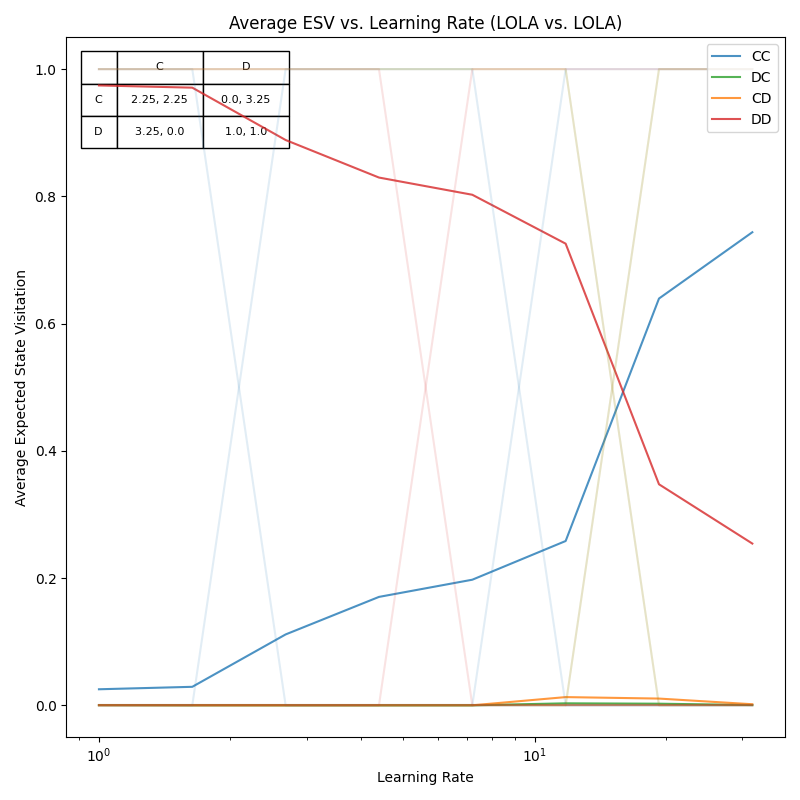 Average ESV vs. Learning Rate (LOLA vs. LOLA)
C D
C 2.25, 2.25 0.0, 3.25
D 3.25, 0.0 1.0, 1.0
CC
DC
CD
DD
1.0
0.8
0.6
0.4
0.2
0.0
Average Expected State Visitation
10⁰ 10¹
Learning Rate